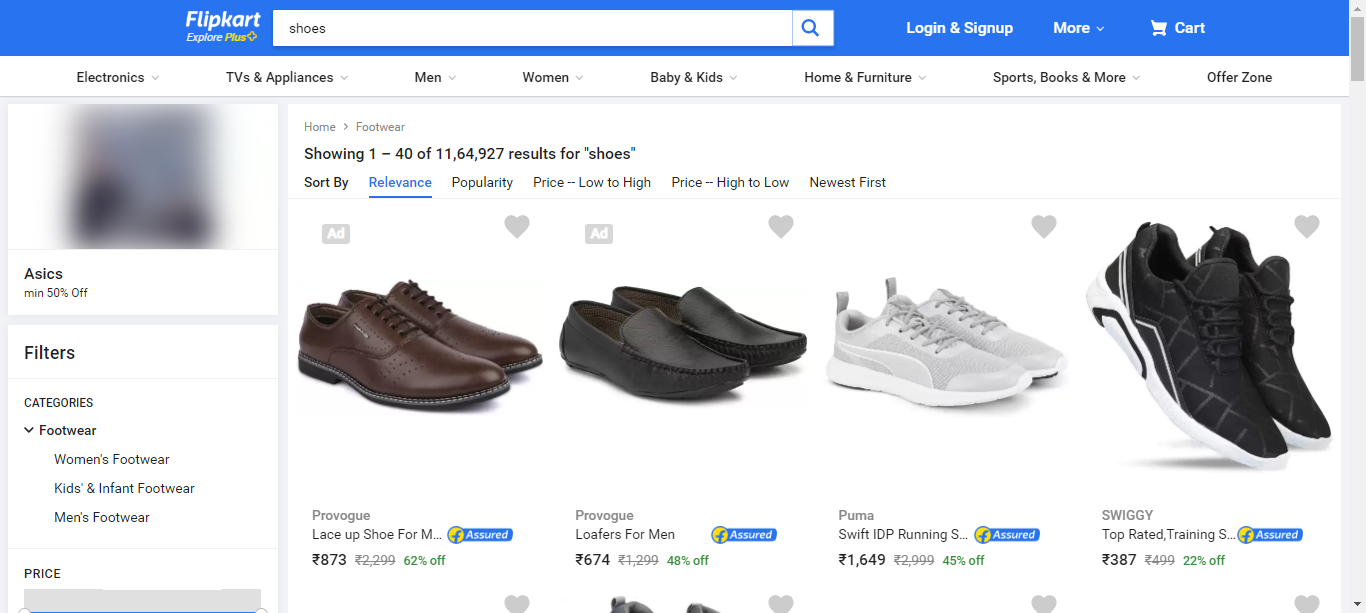 Flipkart
Explore Plus
shoes
Login & Signup
More
Cart
Electronics
TVs & Appliances
Men
Women
Baby & Kids
Home & Furniture
Sports, Books & More
Offer Zone
Asics
min 50% Off
Filters
CATEGORIES
Footwear
Women's Footwear
Kids' & Infant Footwear
Men's Footwear
PRICE
Home > Footwear
Showing 1 – 40 of 11,64,927 results for "shoes"
Sort By Relevance Popularity Price -- Low to High Price -- High to Low Newest First
Ad
Ad
Provogue
Lace up Shoe For M... Assured
₹873 ₹2,299 62% off
Provogue
Loafers For Men Assured
₹674 ₹1,299 48% off
Puma
Swift IDP Running S... Assured
₹1,649 ₹2,999 45% off
SWIGGY
Top Rated,Training S... Assured
₹387 ₹499 22% off